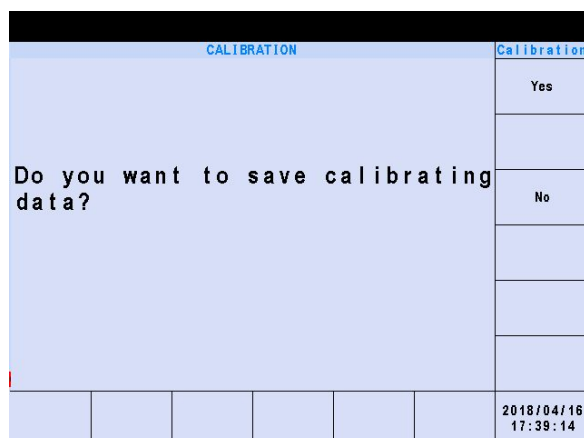 CALIBRATION
Calibration
Yes
Do you want to save calibrating
data?
No
2018/04/16
17:39:14